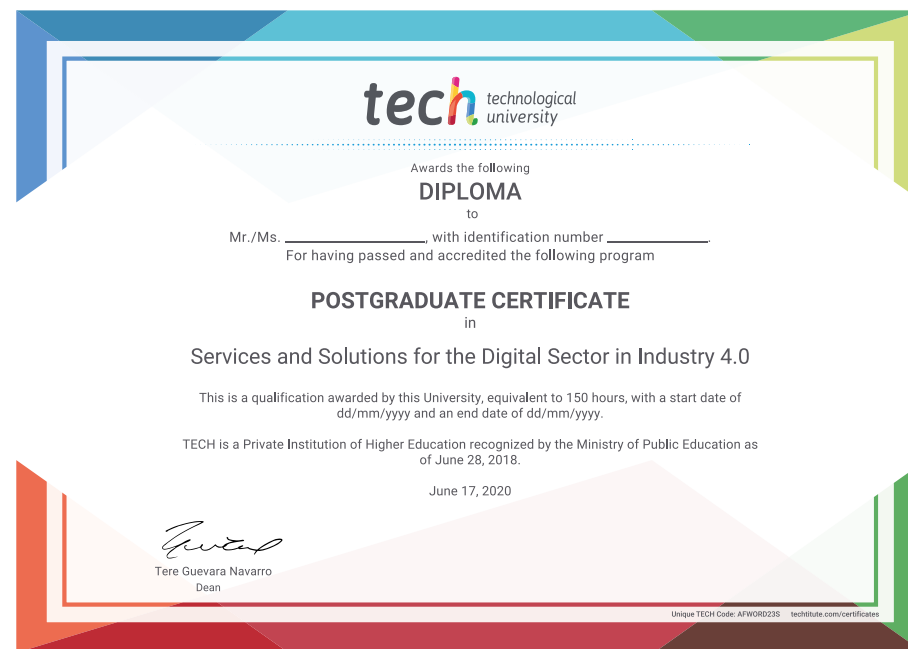 tech technological
university
Awards the following
DIPLOMA
to
Mr./Ms. ____________, with identification number _________.
For having passed and accredited the following program
POSTGRADUATE CERTIFICATE
in
Services and Solutions for the Digital Sector in Industry 4.0
This is a qualification awarded by this University, equivalent to 150 hours, with a start date of
dd/mm/yyyy and an end date of dd/mm/yyyy.
TECH is a Private Institution of Higher Education recognized by the Ministry of Public Education as
of June 28, 2018.
June 17, 2020
Tere Guevara Navarro
Dean
Unique TECH Code: AFWORD23S techtitute.com/certificates